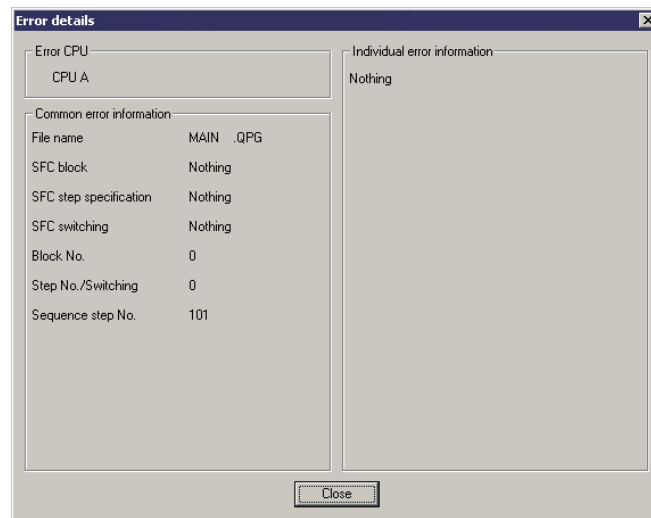 Error details
Error CPU
CPU A
Common error information
File name MAIN .QPG
SFC block Nothing
SFC step specification Nothing
SFC switching Nothing
Block No. 0
Step No./Switching 0
Sequence step No. 101
Individual error information
Nothing
Close